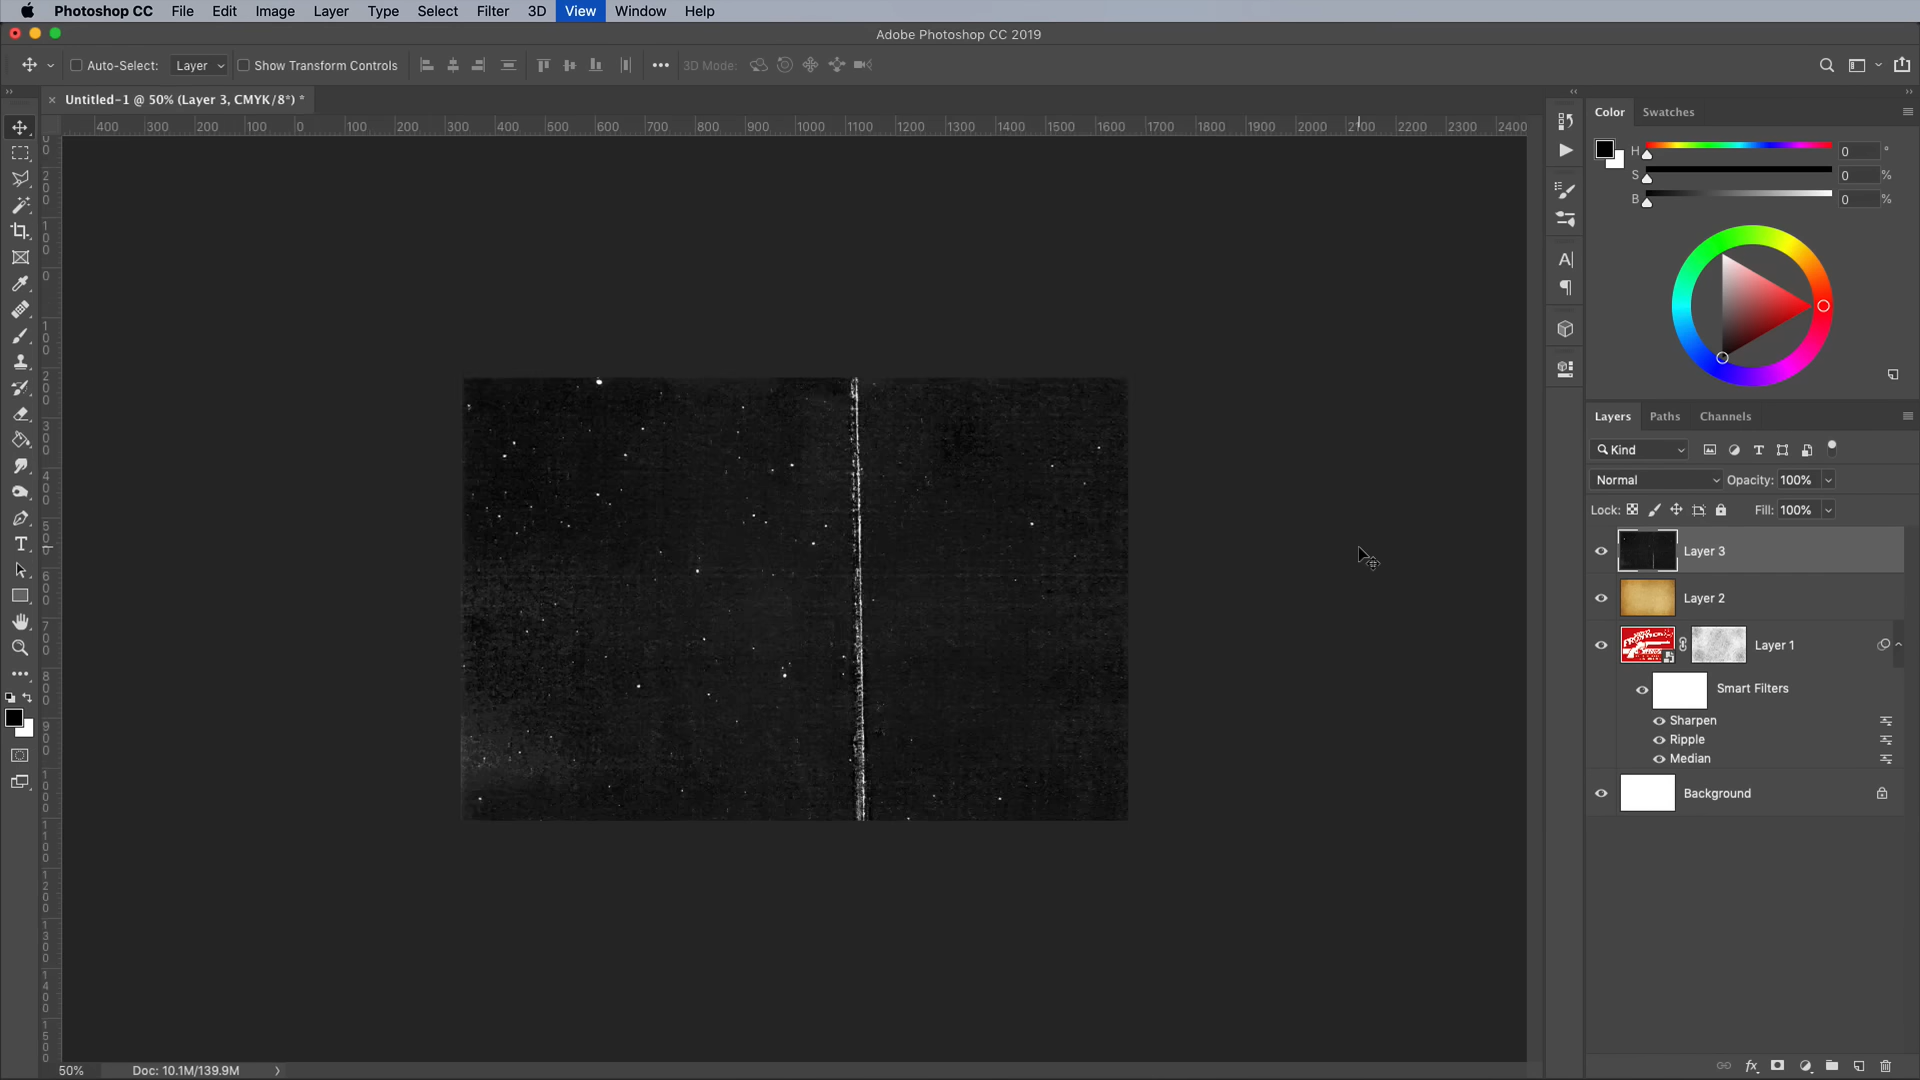 Photoshop CC File Edit Image Layer Type Select Filter 3D View Window Help
Adobe Photoshop CC 2019
Auto-Select: Layer Show Transform Controls 3D Mode:
Untitled-1 @ 50% (Layer 3, CMYK/8*) *
400 300 200 100 0 100 200 300 400 500 600 700 800 900 1000 1100 1200 1300 1400 1500 1600 1700 1800 1900 2000 2100 2200 2300 2400
Color Swatches
H 0 °
S 0 %
B 0 %
Layers Paths Channels
Kind
Normal Opacity: 100%
Lock: Fill: 100%
Layer 3
Layer 2
Layer 1
Smart Filters
Sharpen
Ripple
Median
Background
50% Doc: 10.1M/139.9M